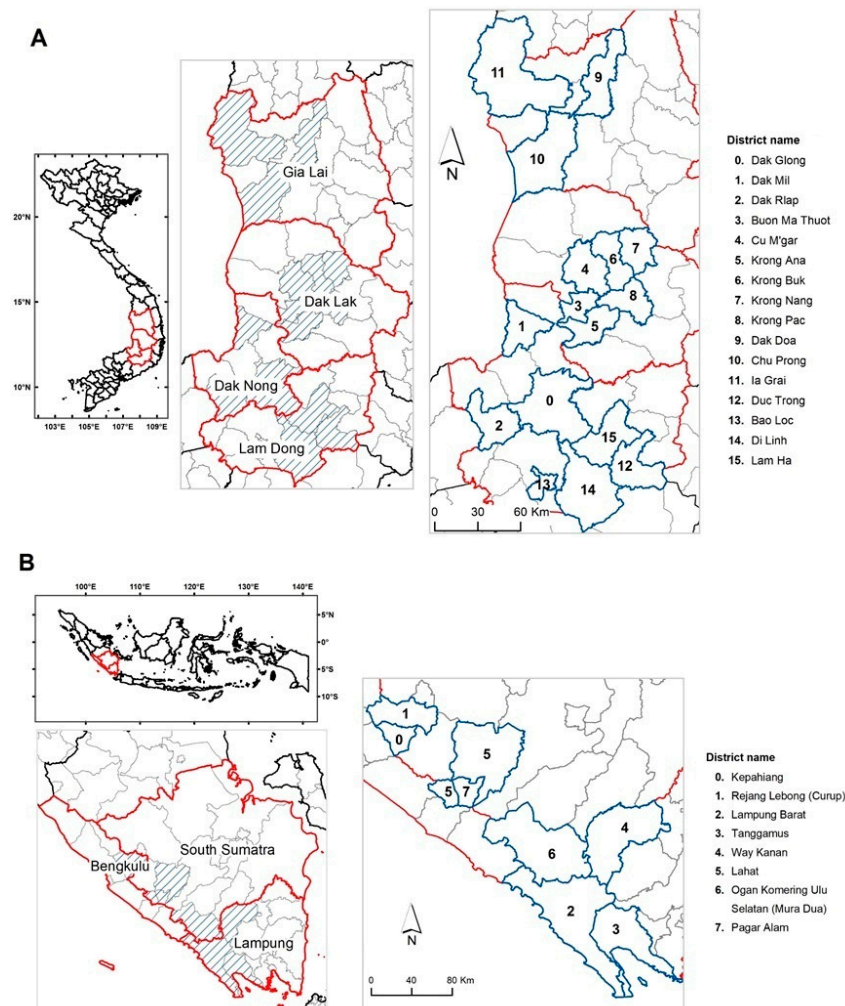 A
20°N
15°N
10°N
103°E 105°E 107°E 109°E
Gia Lai
Dak Lak
Dak Nong
Lam Dong
11
9
10
N
4
6
7
3
8
1
5
0
2
15
12
13
14
0 30 60 Km
District name
0. Dak Glong
1. Dak Mil
2. Dak Rlap
3. Buon Ma Thuot
4. Cu M'gar
5. Krong Ana
6. Krong Buk
7. Krong Nang
8. Krong Pac
9. Dak Doa
10. Chu Prong
11. Ia Grai
12. Duc Trong
13. Bao Loc
14. Di Linh
15. Lam Ha
B
100°E 110°E 120°E 130°E 140°E
5°N
0°
5°S
10°S
South Sumatra
Bengkulu
Lampung
1
0
5
5 7
4
6
2
3
N
0 40 80 Km
District name
0. Kepahiang
1. Rejang Lebong (Curup)
2. Lampung Barat
3. Tanggamus
4. Way Kanan
5. Lahat
6. Ogan Komering Ulu
Selatan (Mura Dua)
7. Pagar Alam